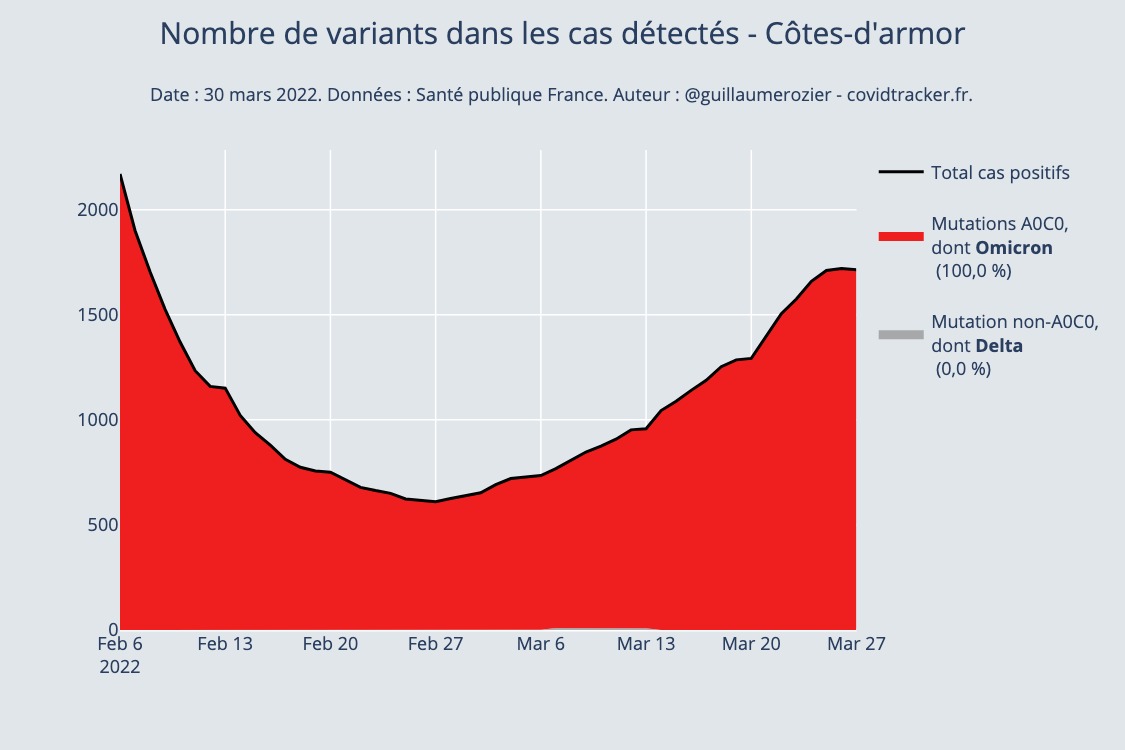 Nombre de variants dans les cas détectés - Côtes-d'armor
Date : 30 mars 2022. Données : Santé publique France. Auteur : @guillaumerozier - covidtracker.fr.
Total cas positifs
Mutations A0C0,
dont Omicron
(100,0 %)
Mutation non-A0C0,
dont Delta
(0,0 %)
2000
1500
1000
500
0
Feb 6 Feb 13 Feb 20 Feb 27 Mar 6 Mar 13 Mar 20 Mar 27
2022